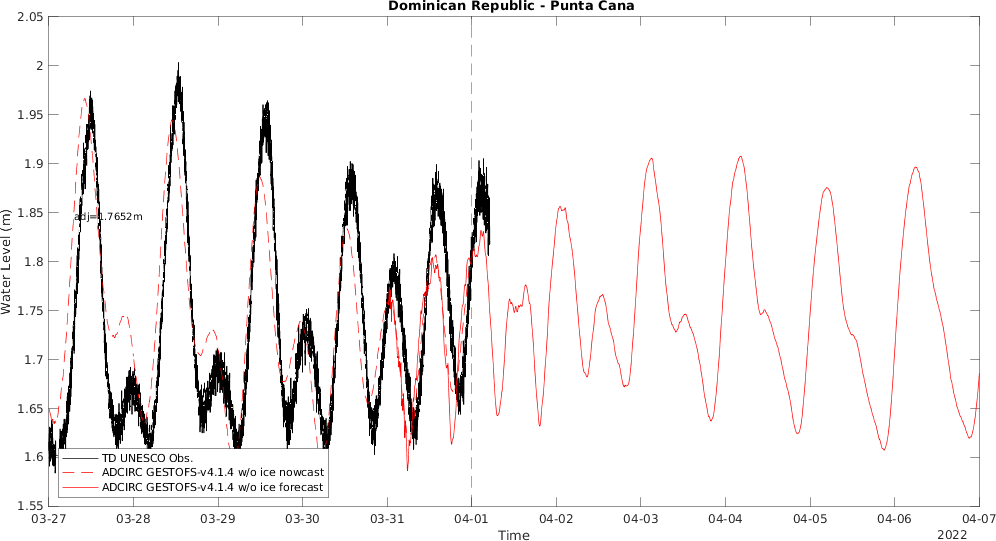 Dominican Republic - Punta Cana
2.05
2
1.95
1.9
1.85
1.8
1.75
1.7
1.65
1.6
1.55
Water Level (m)
adj=1.7652m
TD UNESCO Obs.
ADCIRC GESTOFS-v4.1.4 w/o ice nowcast
ADCIRC GESTOFS-v4.1.4 w/o ice forecast
03-27 03-28 03-29 03-30 03-31 04-01 04-02 04-03 04-04 04-05 04-06 04-07
Time
2022